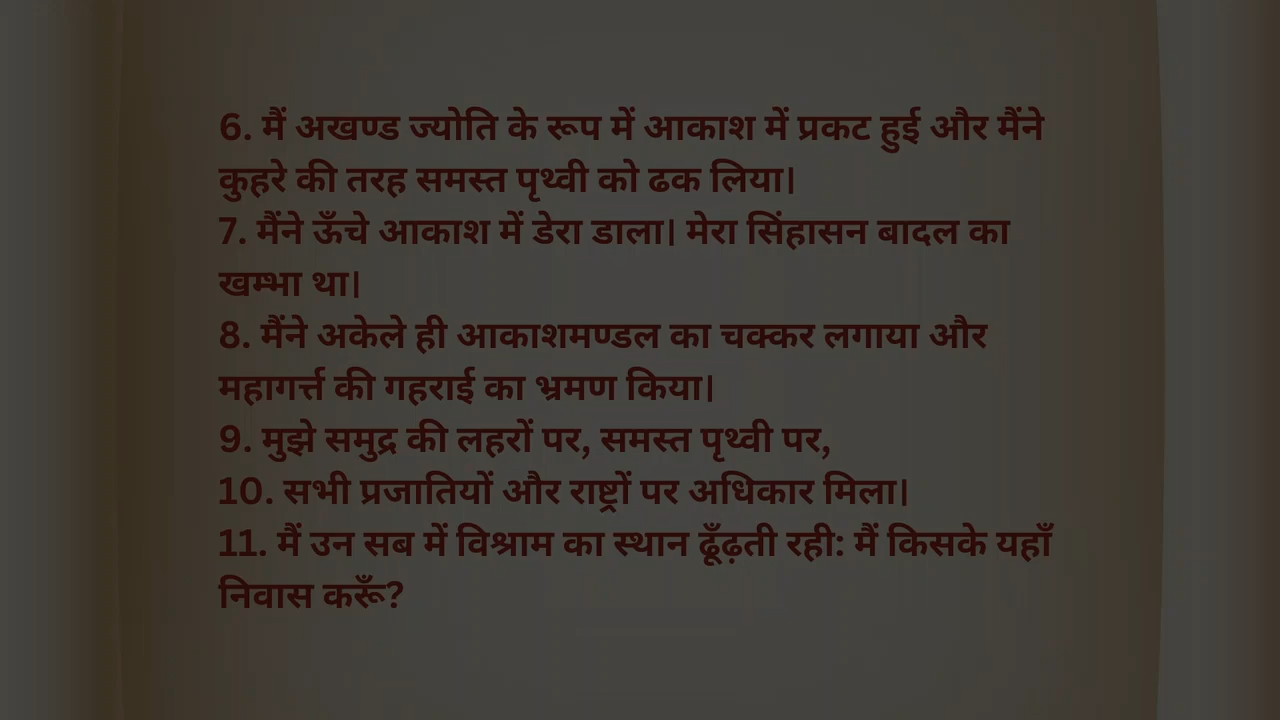 6. मैं अखण्ड ज्योति के रूप में आकाश में प्रकट हुई और मैंने
कुहरे की तरह समस्त पृथ्वी को ढक लिया।
7. मैंने ऊँचे आकाश में डेरा डाला। मेरा सिंहासन बादल का
खम्भा था।
8. मैंने अकेले ही आकाशमण्डल का चक्कर लगाया और
महागर्त्त की गहराई का भ्रमण किया।
9. मुझे समुद्र की लहरों पर, समस्त पृथ्वी पर,
10. सभी प्रजातियों और राष्ट्रों पर अधिकार मिला।
11. मैं उन सब में विश्राम का स्थान ढूँढ़ती रही: मैं किसके यहाँ
निवास करूँ?